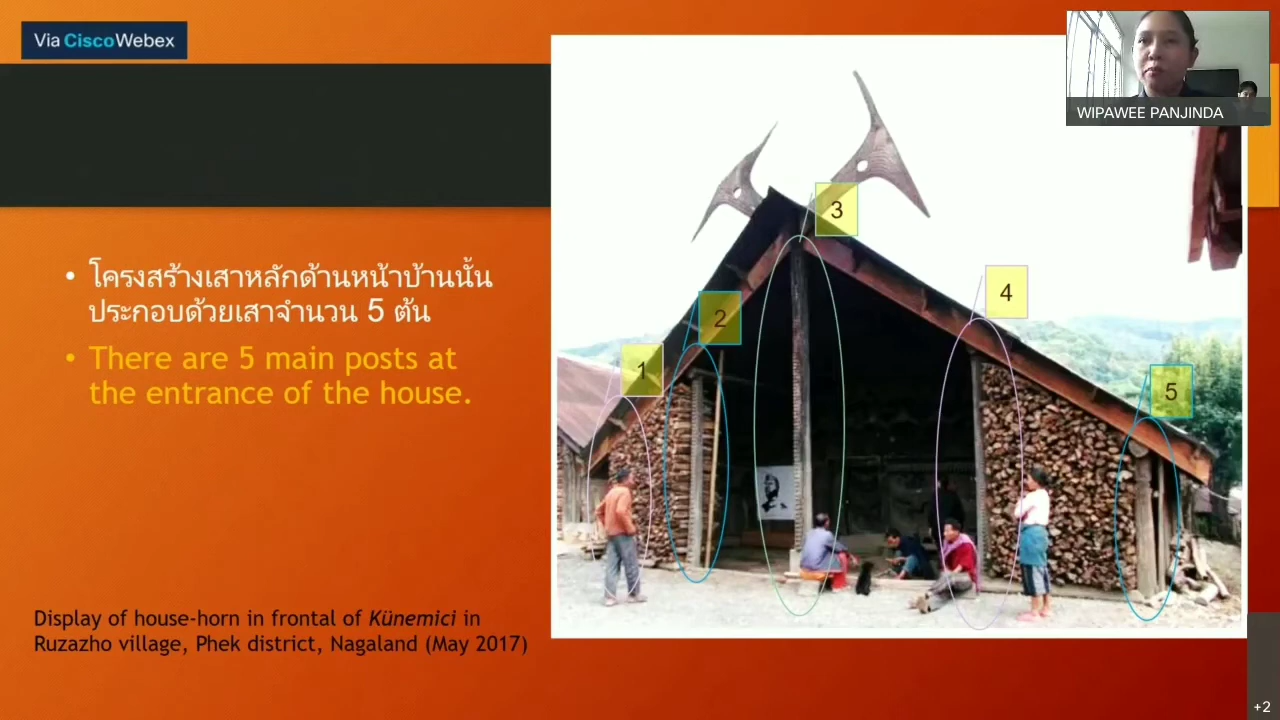 Via Cisco Webex
WIPAWEE PANJINDA
3
4
2
1
5
• โครงสร้างเสาหลักด้านหน้าบ้านนั้น
ประกอบด้วยเสาจำนวน 5 ต้น
• There are 5 main posts at
the entrance of the house.
Display of house-horn in frontal of Künemici in
Ruzazho village, Phek district, Nagaland (May 2017)
+2